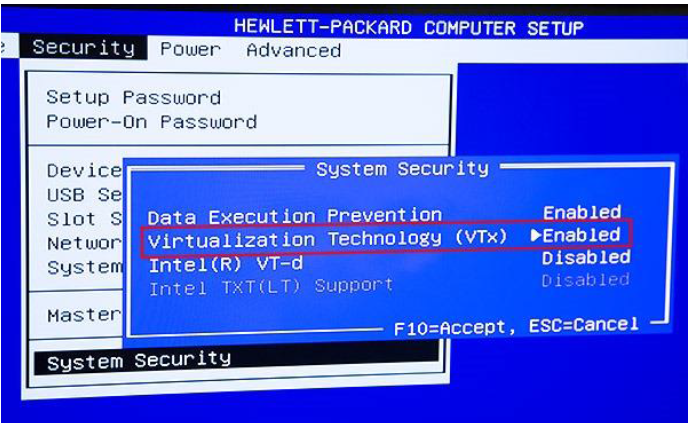 HEWLETT-PACKARD COMPUTER SETUP
Security Power Advanced
Setup Password
Power-On Password
Device
USB Se
Slot S
Networ
System
Master
System Security
System Security
Data Execution Prevention Enabled
Virtualization Technology (VTx) ▶Enabled
Intel(R) VT-d Disabled
Intel TXT(LT) Support Disabled
F10=Accept, ESC=Cancel